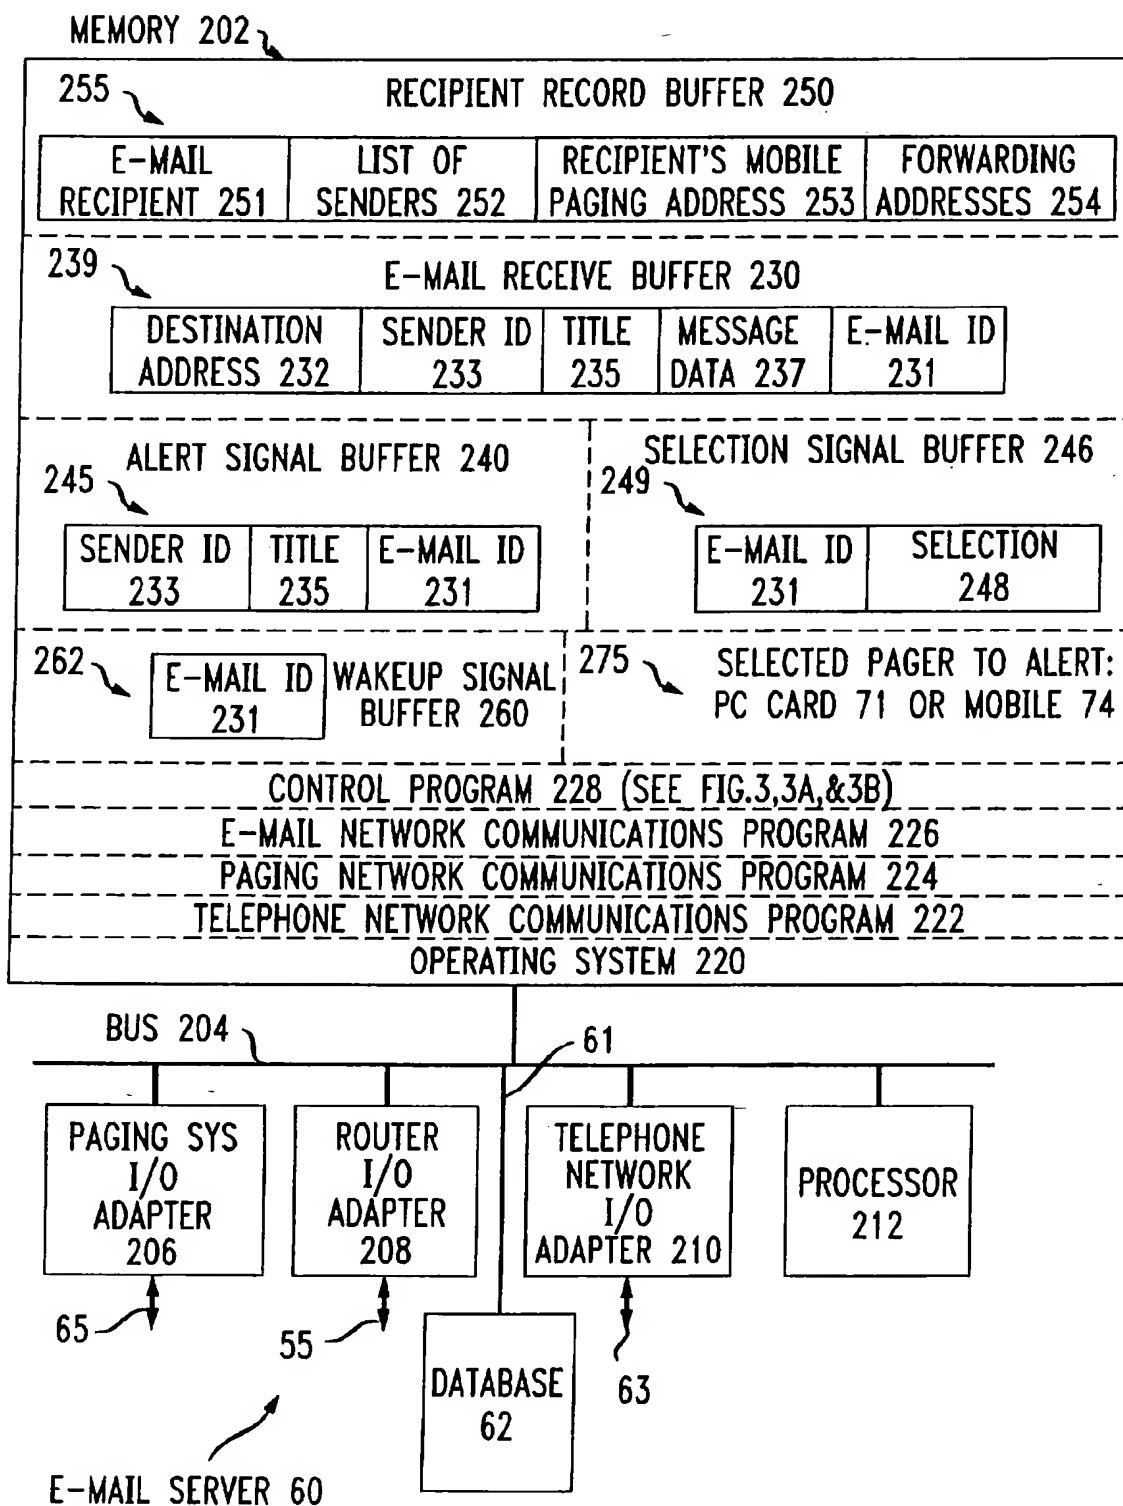 MEMORY 202
255
RECIPIENT RECORD BUFFER 250
E-MAIL
RECIPIENT 251
LIST OF
SENDERS 252
RECIPIENT'S MOBILE
PAGING ADDRESS 253
FORWARDING
ADDRESSES 254
239
E-MAIL RECEIVE BUFFER 230
DESTINATION
ADDRESS 232
SENDER ID
233
TITLE
235
MESSAGE
DATA 237
E-MAIL ID
231
ALERT SIGNAL BUFFER 240
245
SENDER ID
233
TITLE
235
E-MAIL ID
231
SELECTION SIGNAL BUFFER 246
249
E-MAIL ID
231
SELECTION
248
262
E-MAIL ID
231
WAKEUP SIGNAL
BUFFER 260
275
SELECTED PAGER TO ALERT:
PC CARD 71 OR MOBILE 74
CONTROL PROGRAM 228 (SEE FIG.3,3A,&3B)
E-MAIL NETWORK COMMUNICATIONS PROGRAM 226
PAGING NETWORK COMMUNICATIONS PROGRAM 224
TELEPHONE NETWORK COMMUNICATIONS PROGRAM 222
OPERATING SYSTEM 220
BUS 204
61
PAGING SYS
I/O
ADAPTER
206
ROUTER
I/O
ADAPTER
208
TELEPHONE
NETWORK
I/O
ADAPTER 210
PROCESSOR
212
65
55
63
DATABASE
62
E-MAIL SERVER 60